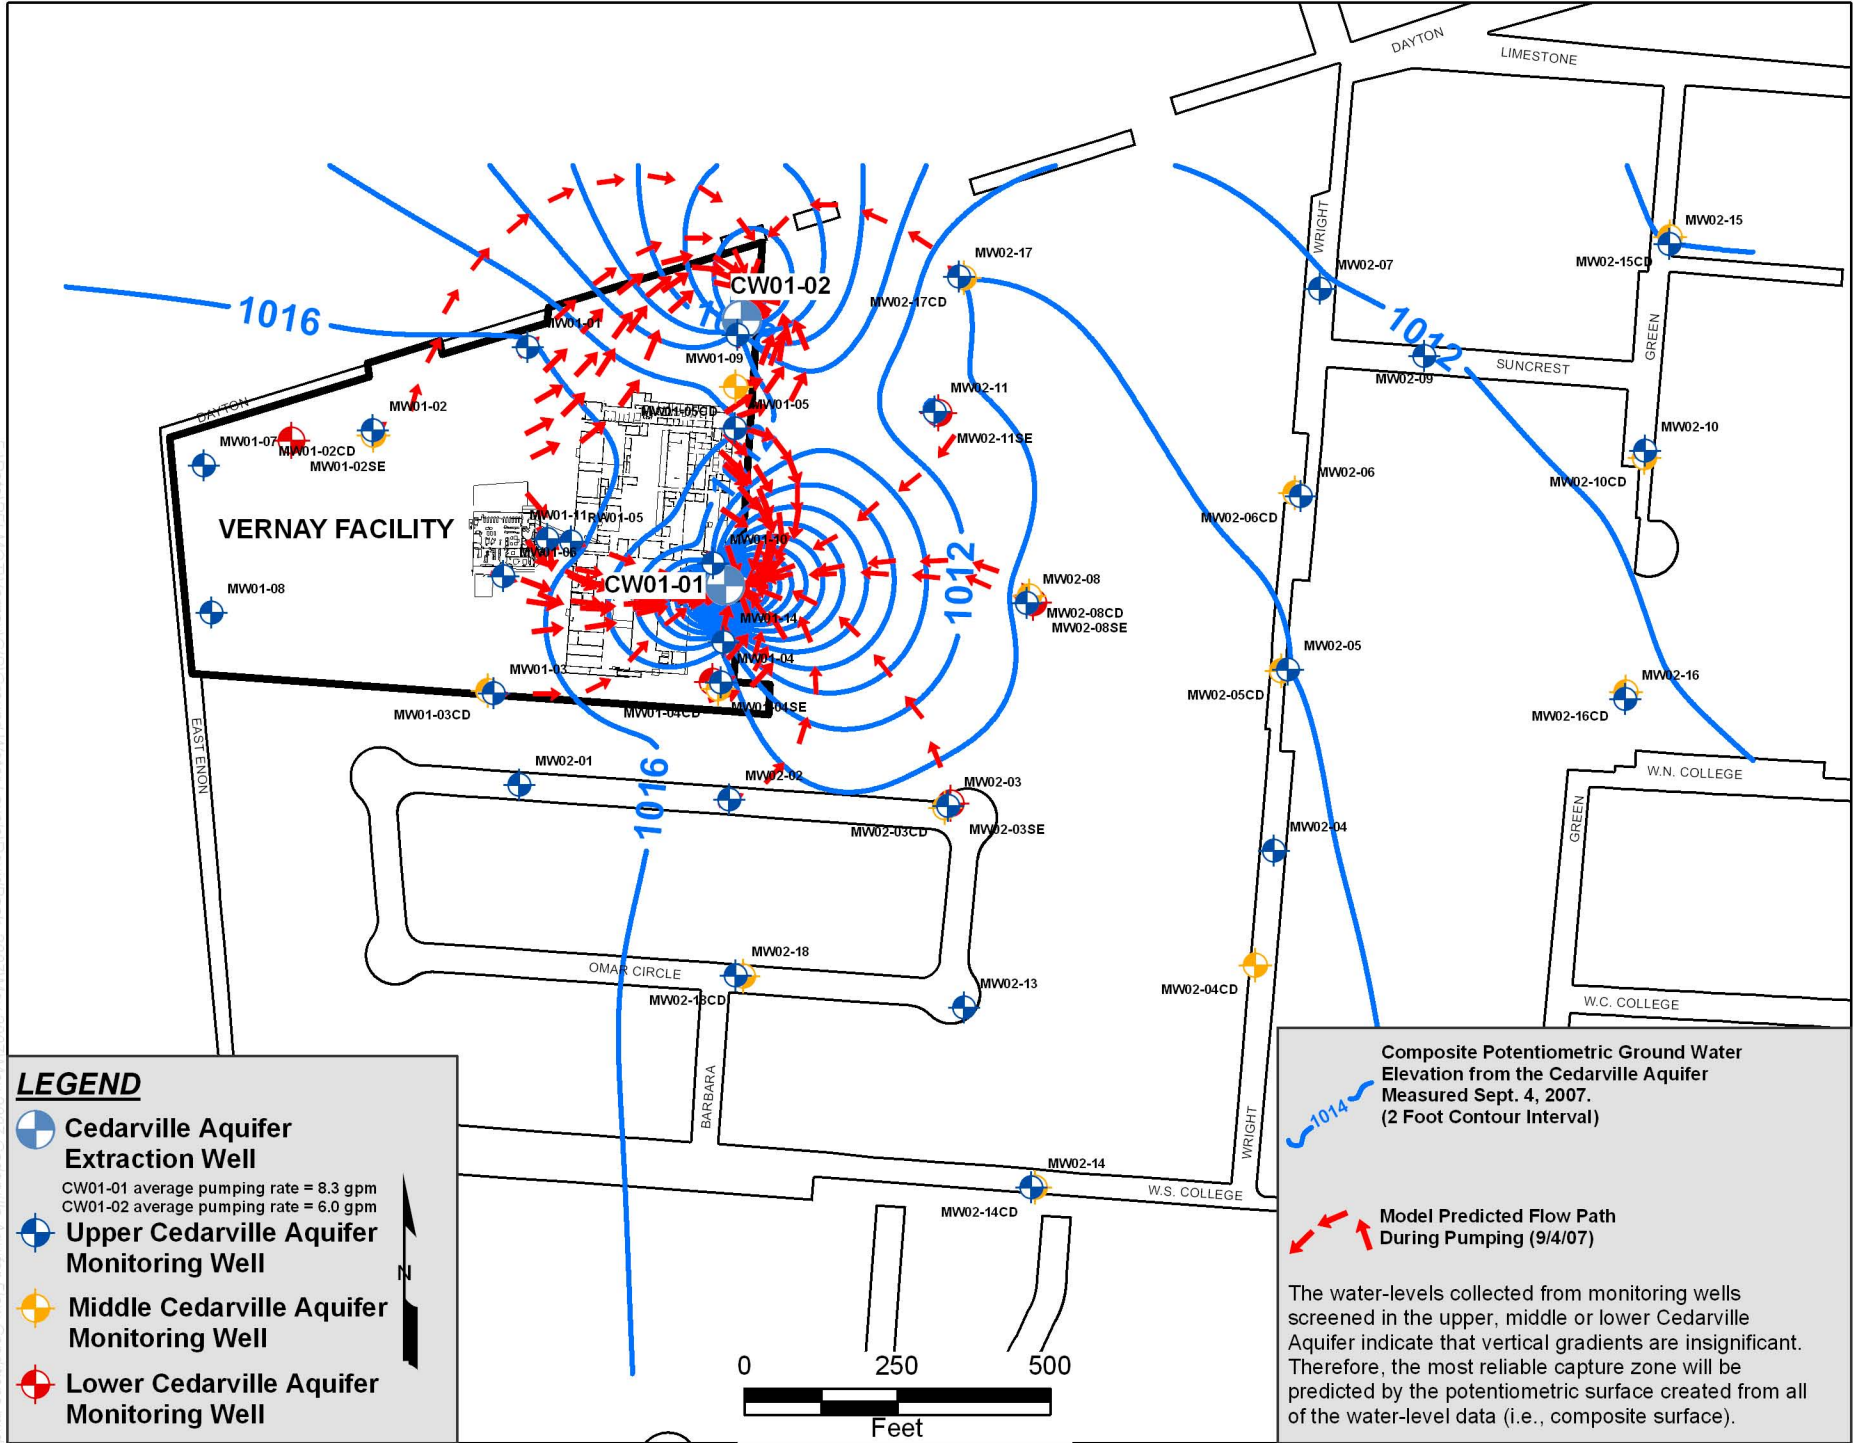 DAYTON
LIMESTONE
WRIGHT
MW02-15
MW02-15CD
MW02-17
MW02-17CD
MW02-07
CW01-02
1016
MW01-01
1012
GREEN
SUNCREST
MW02-09
MW01-09
MW02-11
MW02-11SE
MW01-05
MW01-05CD
DAYTON
MW01-02
MW01-07
MW01-02CD
MW01-02SE
MW02-10
MW02-10CD
MW02-06
MW02-06CD
VERNAY FACILITY
MW01-11
RW01-05
MW01-06
MW01-10
CW01-01
1012
MW01-08
MW02-08
MW02-08CD
MW02-08SE
MW01-14
MW01-04
MW01-03
MW01-03CD
MW01-04CD
MW01-04SE
MW02-05
MW02-05CD
MW02-16
MW02-16CD
EAST ENON
MW02-01
1016
MW02-02
MW02-03
MW02-03CD
MW02-03SE
W.N. COLLEGE
GREEN
MW02-04
MW02-18
OMAR CIRCLE
MW02-18CD
MW02-13
MW02-04CD
W.C. COLLEGE
BARBARA
WRIGHT
MW02-14
MW02-14CD
W.S. COLLEGE
LEGEND
Cedarville Aquifer
Extraction Well
CW01-01 average pumping rate = 8.3 gpm
CW01-02 average pumping rate = 6.0 gpm
Upper Cedarville Aquifer
Monitoring Well
N
Middle Cedarville Aquifer
Monitoring Well
Lower Cedarville Aquifer
Monitoring Well
0 250 500
Feet
1014
Composite Potentiometric Ground Water
Elevation from the Cedarville Aquifer
Measured Sept. 4, 2007.
(2 Foot Contour Interval)
Model Predicted Flow Path
During Pumping (9/4/07)
The water-levels collected from monitoring wells
screened in the upper, middle or lower Cedarville
Aquifer indicate that vertical gradients are insignificant.
Therefore, the most reliable capture zone will be
predicted by the potentiometric surface created from all
of the water-level data (i.e., composite surface).